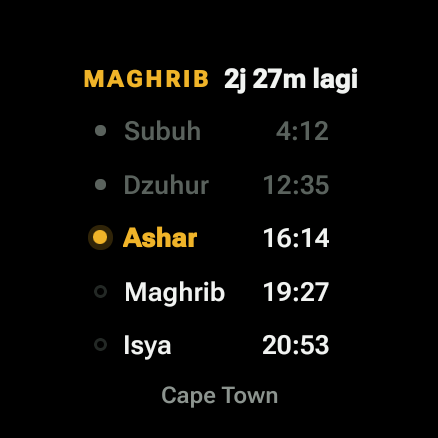 MAGHRIB 2j 27m lagi
Subuh 4:12
Dzuhur 12:35
Ashar 16:14
Maghrib 19:27
Isya 20:53
Cape Town